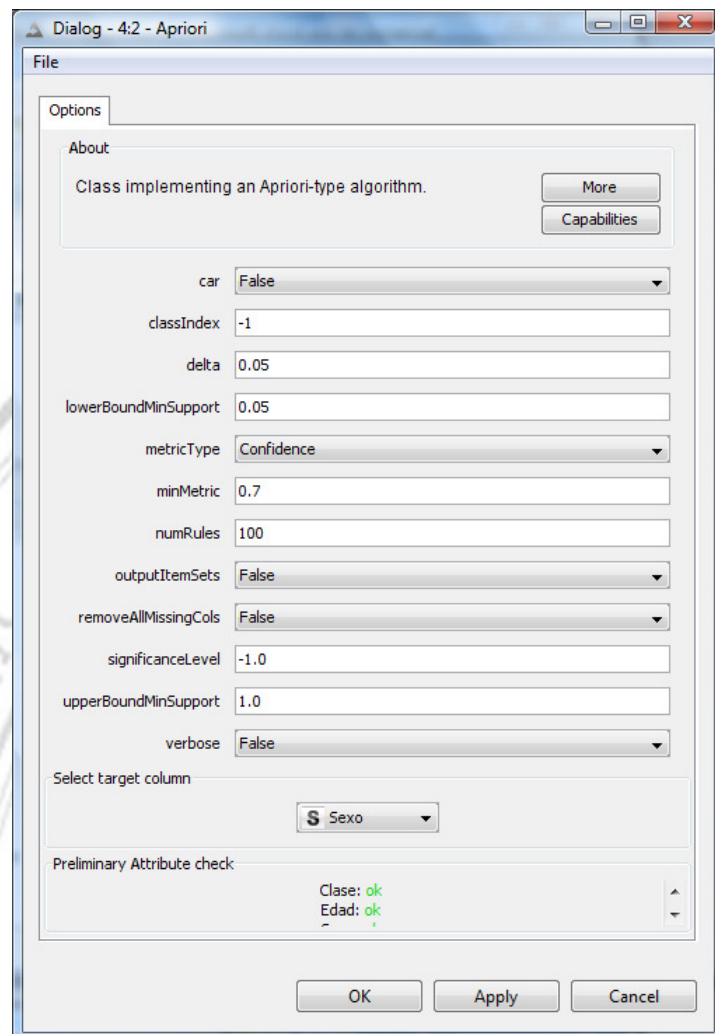 Dialog - 4:2 - Apriori
File
Options
About
Class implementing an Apriori-type algorithm.
More
Capabilities
car False
classIndex -1
delta 0.05
lowerBoundMinSupport 0.05
metricType Confidence
minMetric 0.7
numRules 100
outputItemSets False
removeAllMissingCols False
significanceLevel -1.0
upperBoundMinSupport 1.0
verbose False
Select target column
S Sexo
Preliminary Attribute check
Clase: ok
Edad: ok
OK Apply Cancel